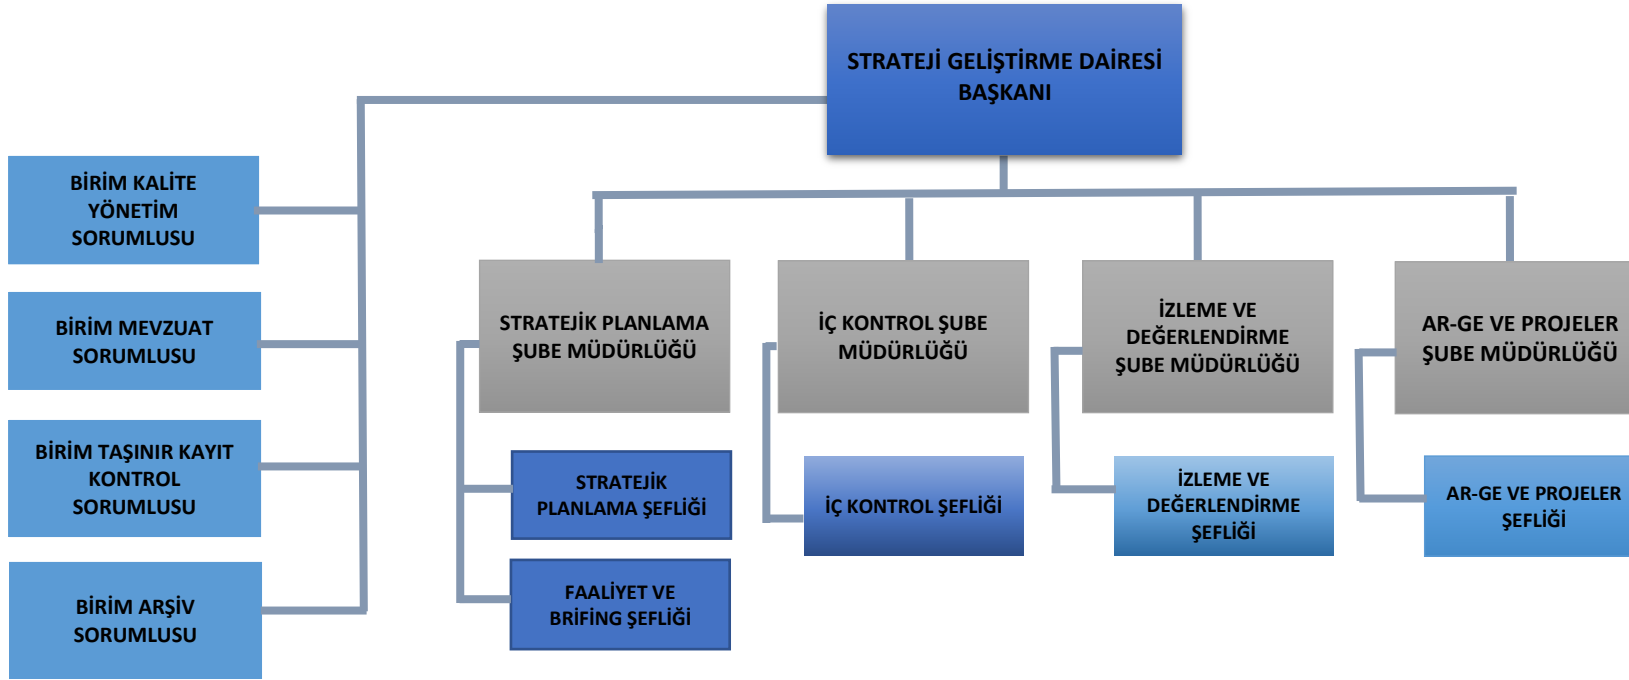 STRATEJİ GELİŞTİRME DAİRESİ
BAŞKANI
BİRİM KALİTE
YÖNETİM
SORUMLUSU
BİRİM MEVZUAT
SORUMLUSU
BİRİM TAŞINIR KAYIT
KONTROL
SORUMLUSU
BİRİM ARŞİV
SORUMLUSU
STRATEJİK PLANLAMA
ŞUBE MÜDÜRLÜĞÜ
İÇ KONTROL ŞUBE
MÜDÜRLÜĞÜ
İZLEME VE
DEĞERLENDİRME
ŞUBE MÜDÜRLÜĞÜ
AR-GE VE PROJELER
ŞUBE MÜDÜRLÜĞÜ
STRATEJİK
PLANLAMA ŞEFLİĞİ
FAALİYET VE
BRİFİNG ŞEFLİĞİ
İÇ KONTROL ŞEFLİĞİ
İZLEME VE
DEĞERLENDİRME
ŞEFLİĞİ
AR-GE VE PROJELER
ŞEFLİĞİ